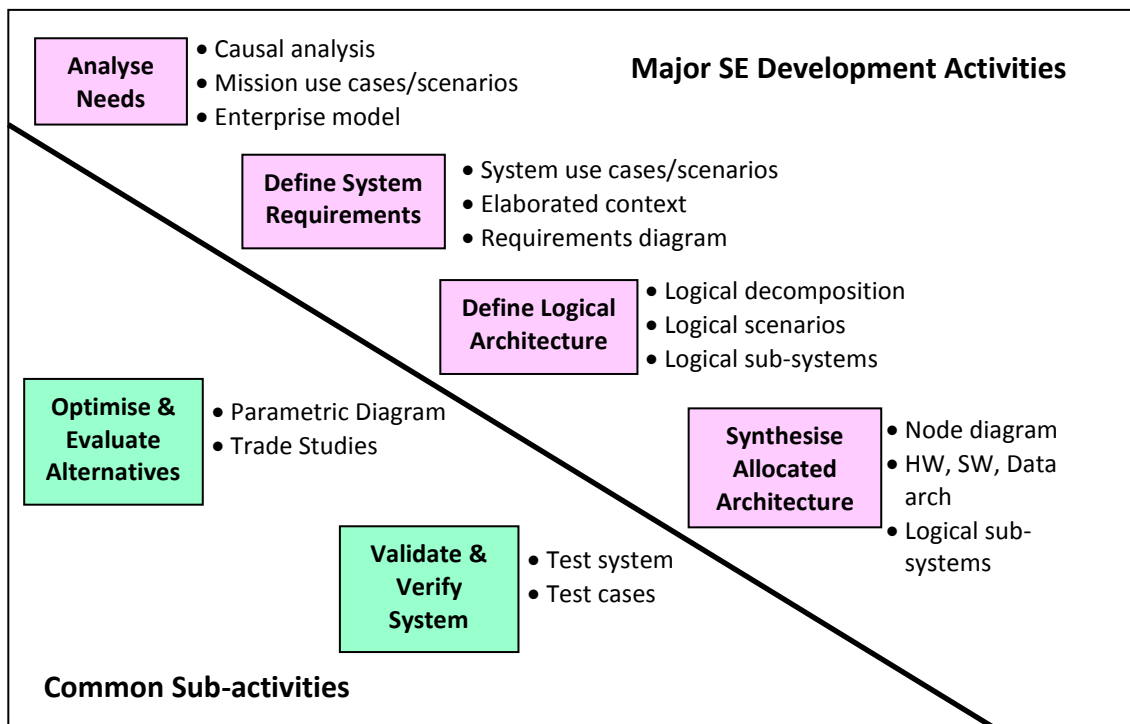 Analyse
Needs
• Causal analysis
• Mission use cases/scenarios
• Enterprise model
Major SE Development Activities
Define System
Requirements
• System use cases/scenarios
• Elaborated context
• Requirements diagram
Define Logical
Architecture
• Logical decomposition
• Logical scenarios
• Logical sub-systems
Optimise &
Evaluate
Alternatives
• Parametric Diagram
• Trade Studies
Synthesise
Allocated
Architecture
• Node diagram
• HW, SW, Data
arch
• Logical sub-
systems
Validate &
Verify
System
• Test system
• Test cases
Common Sub-activities